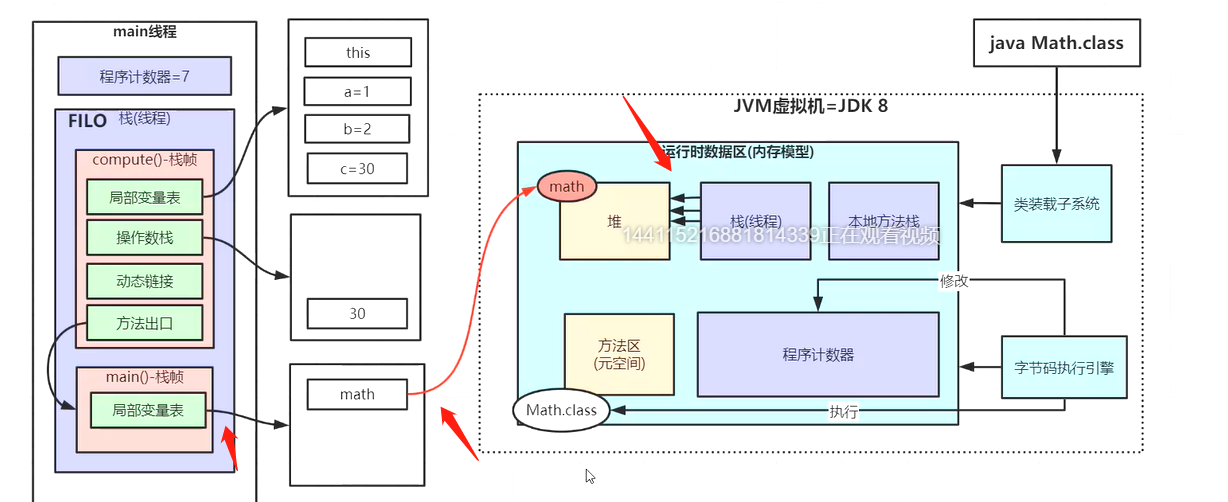 main线程
程序计数器=7
FILO 栈(线程)
compute()-栈帧
局部变量表
操作数栈
动态链接
方法出口
main()-栈帧
局部变量表
this
a=1
b=2
c=30
30
math
java Math.class
JVM虚拟机=JDK 8
运行时数据区(内存模型)
math
堆
栈(线程)
本地方法栈
144115216881814339正在观看视频
类装载子系统
修改
方法区
(元空间)
程序计数器
字节码执行引擎
Math.class
执行